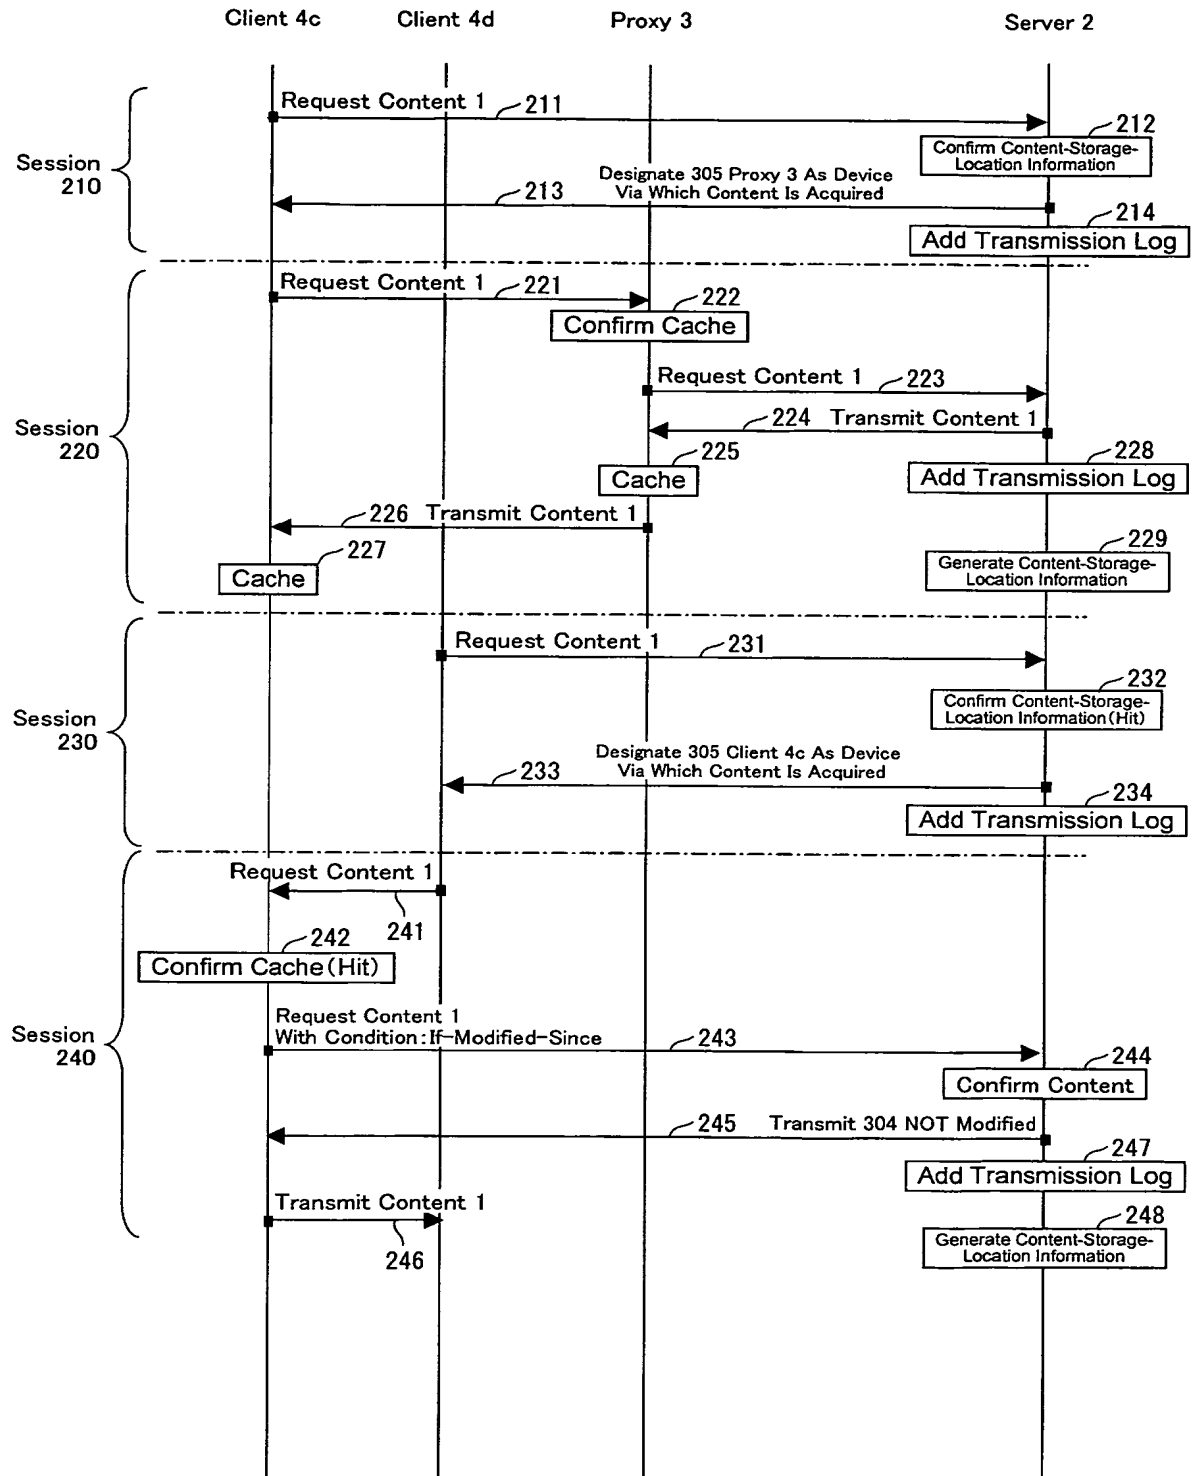 Client 4c
Client 4d
Proxy 3
Server 2
Request Content 1
211
212
Confirm Content-Storage-
Location Information
Session
210
Designate 305 Proxy 3 As Device
Via Which Content Is Acquired
213
214
Add Transmission Log
Request Content 1
221
222
Confirm Cache
Request Content 1
223
Session
220
224
Transmit Content 1
225
228
Cache
Add Transmission Log
226
Transmit Content 1
227
229
Cache
Generate Content-Storage-
Location Information
Request Content 1
231
232
Confirm Content-Storage-
Location Information(Hit)
Session
230
Designate 305 Client 4c As Device
Via Which Content Is Acquired
233
234
Add Transmission Log
Request Content 1
241
242
Confirm Cache(Hit)
Request Content 1
With Condition:If-Modified-Since
243
Session
240
244
Confirm Content
245
Transmit 304 NOT Modified
247
Add Transmission Log
Transmit Content 1
246
248
Generate Content-Storage-
Location Information